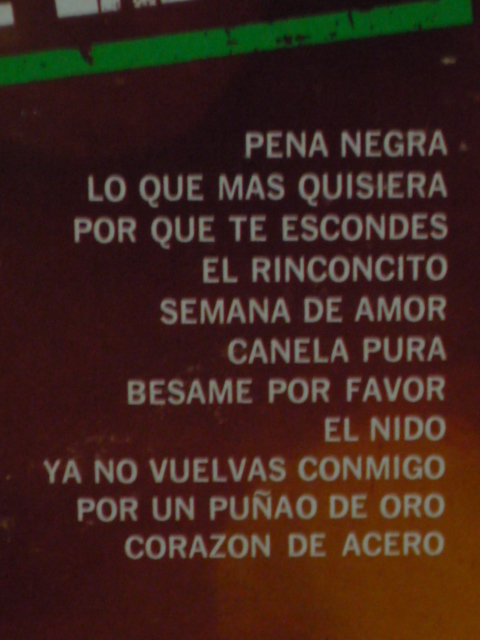 PENA NEGRA
LO QUE MAS QUISIERA
POR QUE TE ESCONDES
EL RINCONCITO
SEMANA DE AMOR
CANELA PURA
BESAME POR FAVOR
EL NIDO
YA NO VUELVAS CONMIGO
POR UN PUÑAO DE ORO
CORAZON DE ACERO